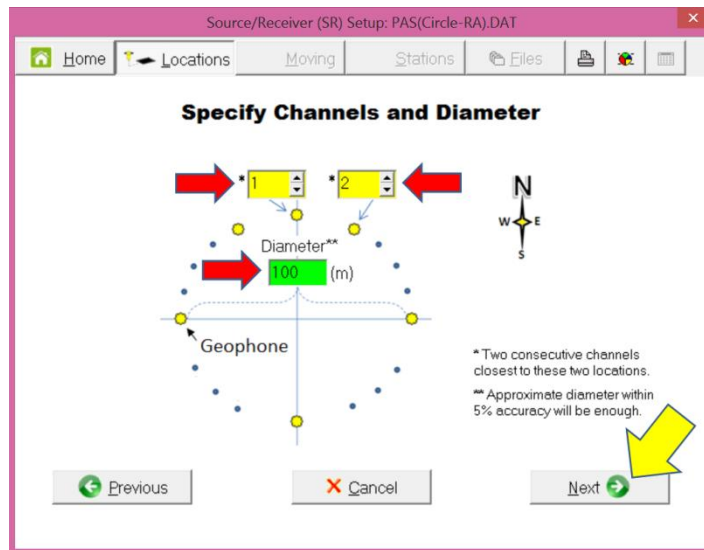 Source/Receiver (SR) Setup: PAS(Circle-RA).DAT
Home Locations Moving Stations Files
Specify Channels and Diameter
* 1 * 2
N
W E
S
Diameter**
100 (m)
Geophone
* Two consecutive channels
closest to these two locations.
** Approximate diameter within
5% accuracy will be enough.
Previous Cancel Next